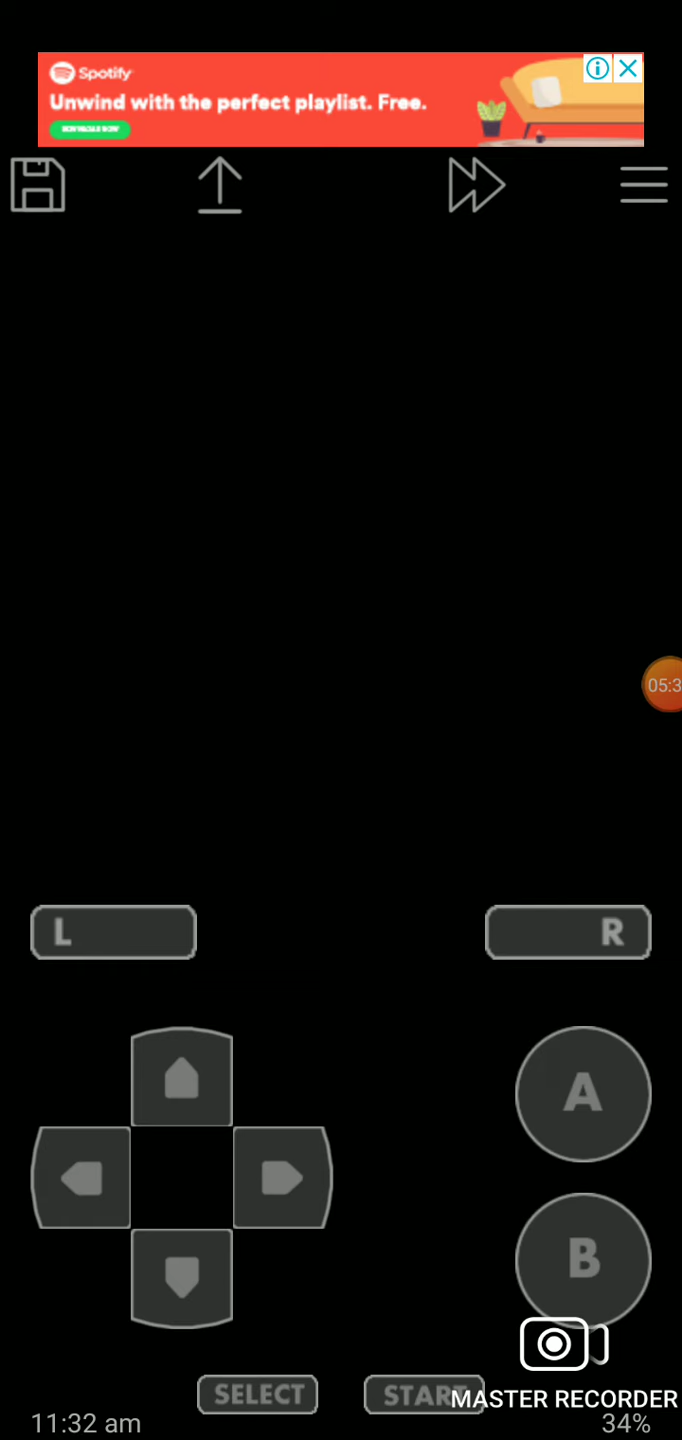 Spotify
Unwind with the perfect playlist. Free.
05:3
L
R
A
B
SELECT
START
MASTER RECORDER
11:32 am
34%